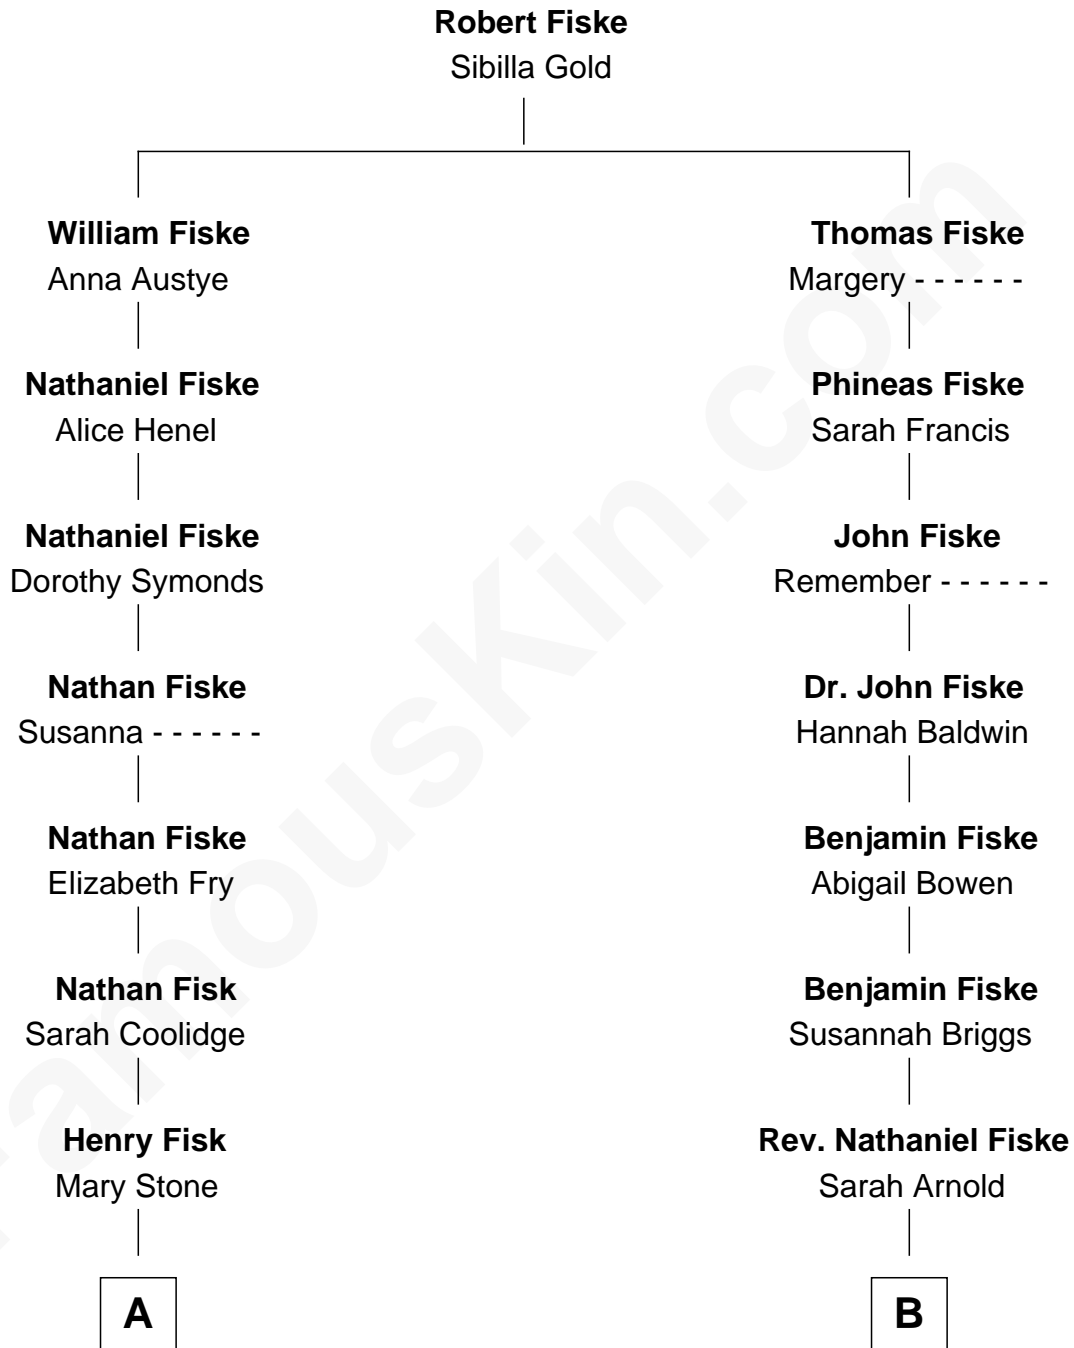 Robert Fiske
Sibilla Gold
William Fiske
Anna Austye
Thomas Fiske
Margery - - - - - -
Nathaniel Fiske
Alice Henel
Phineas Fiske
Sarah Francis
Nathaniel Fiske
Dorothy Symonds
John Fiske
Remember - - - - - -
Nathan Fiske
Susanna - - - - - -
Dr. John Fiske
Hannah Baldwin
Nathan Fiske
Elizabeth Fry
Benjamin Fiske
Abigail Bowen
Nathan Fisk
Sarah Coolidge
Benjamin Fiske
Susannah Briggs
Henry Fisk
Mary Stone
Rev. Nathaniel Fiske
Sarah Arnold
A
B
FamousKin.com